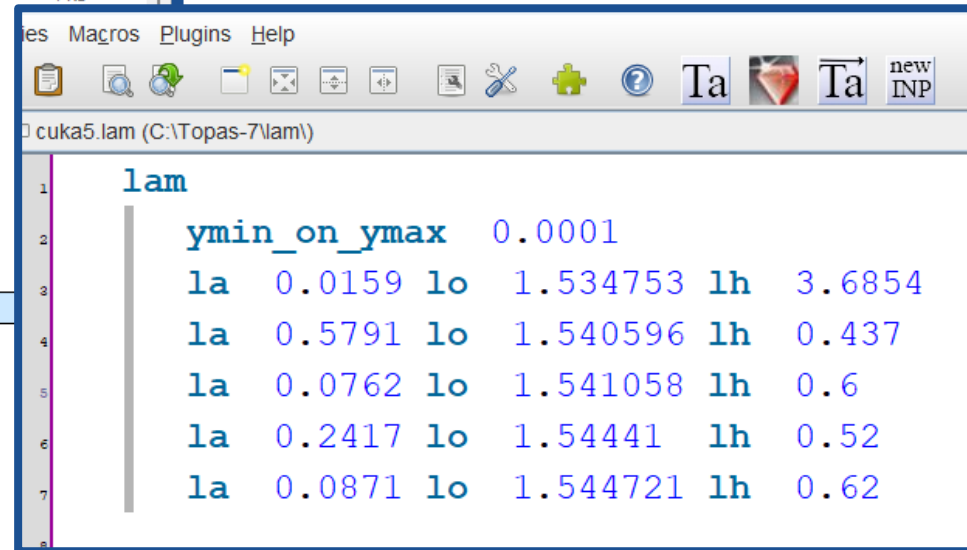 ies Macros Plugins Help
Ta Ta new INP
cuka5.lam (C:\Topas-7\lam\)
1 lam
2 ymin_on_ymax 0.0001
3 la 0.0159 lo 1.534753 lh 3.6854
4 la 0.5791 lo 1.540596 lh 0.437
5 la 0.0762 lo 1.541058 lh 0.6
6 la 0.2417 lo 1.54441 lh 0.52
7 la 0.0871 lo 1.544721 lh 0.62